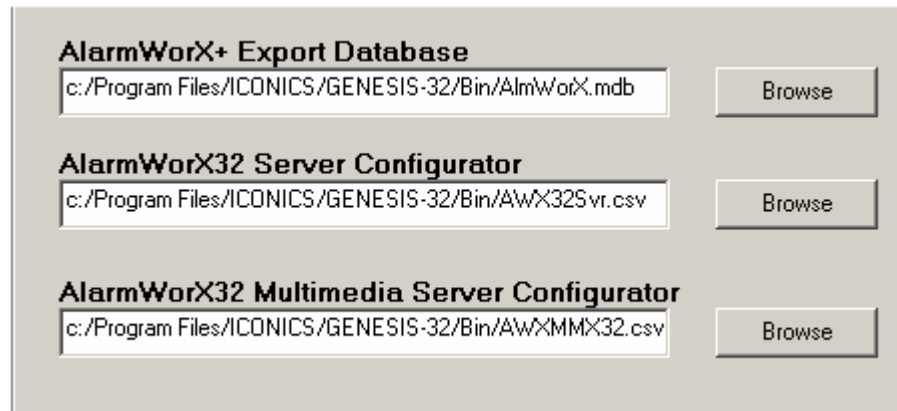 AlarmWorX+ Export Database
c:/Program Files/ICONICS/GENESIS-32/Bin/AlmWorX.mdb
Browse
AlarmWorX32 Server Configurator
c:/Program Files/ICONICS/GENESIS-32/Bin/AWX32Svr.csv
Browse
AlarmWorX32 Multimedia Server Configurator
c:/Program Files/ICONICS/GENESIS-32/Bin/AWXMMX32.csv
Browse